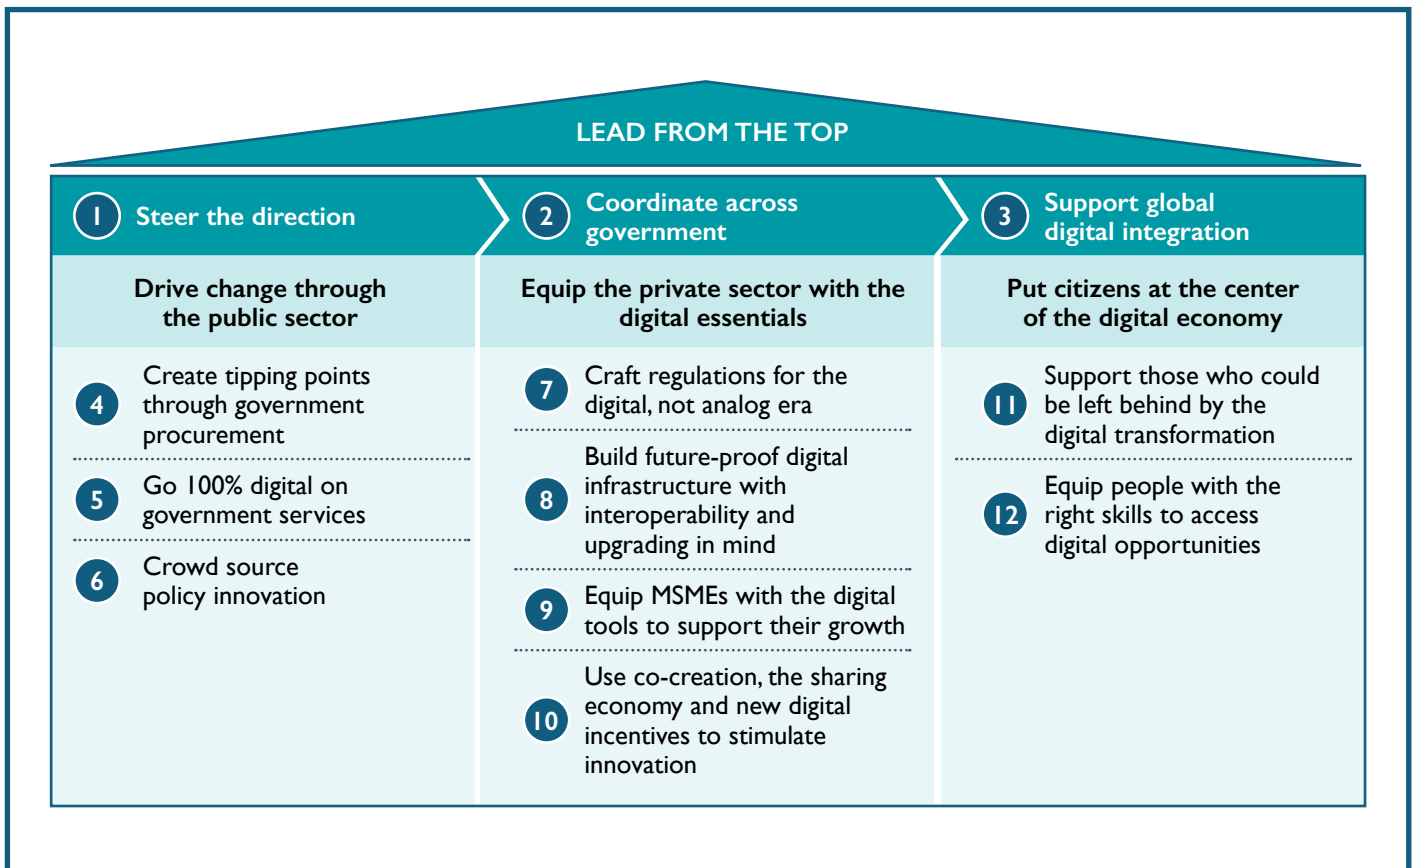 LEAD FROM THE TOP
1 Steer the direction
2 Coordinate across
government
3 Support global
digital integration
Drive change through
the public sector
4 Create tipping points
through government
procurement
5 Go 100% digital on
government services
6 Crowd source
policy innovation
Equip the private sector with the
digital essentials
7 Craft regulations for the
digital, not analog era
8 Build future-proof digital
infrastructure with
interoperability and
upgrading in mind
9 Equip MSMEs with the digital
tools to support their growth
10 Use co-creation, the sharing
economy and new digital
incentives to stimulate
innovation
Put citizens at the center
of the digital economy
11 Support those who could
be left behind by the
digital transformation
12 Equip people with the
right skills to access
digital opportunities